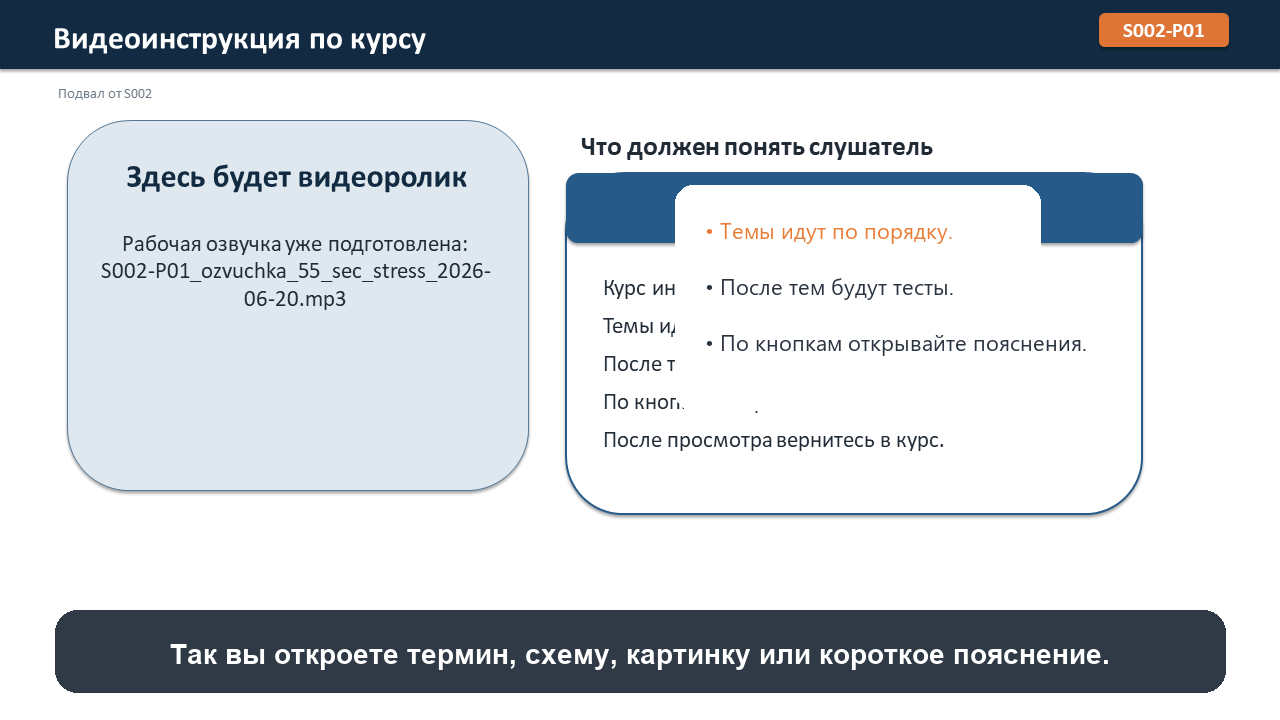 Видеоинструкция по курсу
S002-P01
Подвал от S002
Здесь будет видеоролик
Рабочая озвучка уже подготовлена:
S002-P01_ozvuchka_55_sec_stress_2026-
06-20.mp3
Что должен понять слушатель
• Темы идут по порядку.
• После тем будут тесты.
• По кнопкам открывайте пояснения.
Курс
Темы
После
По
После просмотра вернитесь в курс.
Так вы откроете термин, схему, картинку или короткое пояснение.